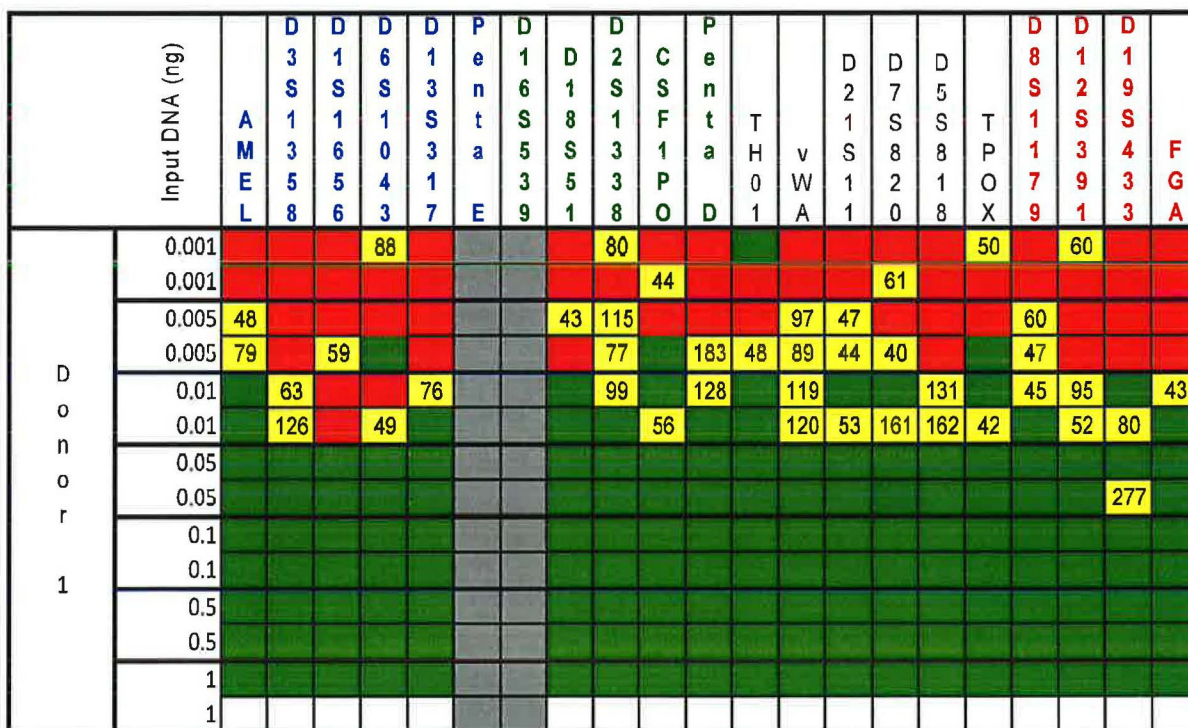 Input DNA (ng) AMEL D3S1358 D1S1656 D6S1043 D13S317 Penta E D16S539 D18S51 D2S1338 CSF1PO Penta D TH01 vWA D21S11 D7S820 D5S818 TPOX D8S1179 D12S391 D19S433 FGA
Donor 1
0.001 88 80 50 60
0.001 44 61
0.005 48 43 115 97 47 60
0.005 79 59 77 183 48 89 44 40 47
0.01 63 76 99 128 119 131 45 95 43
0.01 126 49 56 120 53 161 162 42 52 80
0.05
0.05 277
0.1
0.1
0.5
0.5
1
1